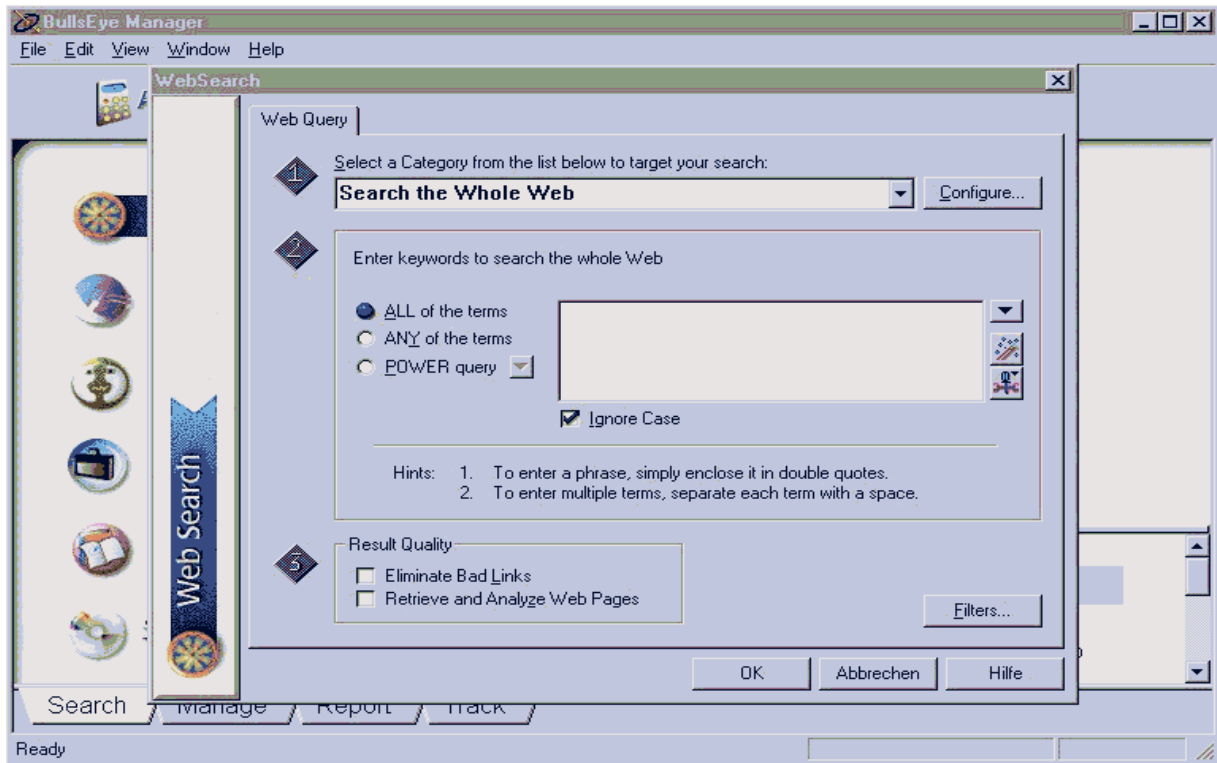 BullsEye Manager
File Edit View Window Help
WebSearch
Web Query
1
Select a Category from the list below to target your search:
Search the Whole Web
Configure...
2
Enter keywords to search the whole Web
ALL of the terms
ANY of the terms
POWER query
Ignore Case
Hints: 1. To enter a phrase, simply enclose it in double quotes.
2. To enter multiple terms, separate each term with a space.
3
Result Quality
Eliminate Bad Links
Retrieve and Analyze Web Pages
Filters...
Web Search
OK Abbrechen Hilfe
Search Manage Report Track
Ready